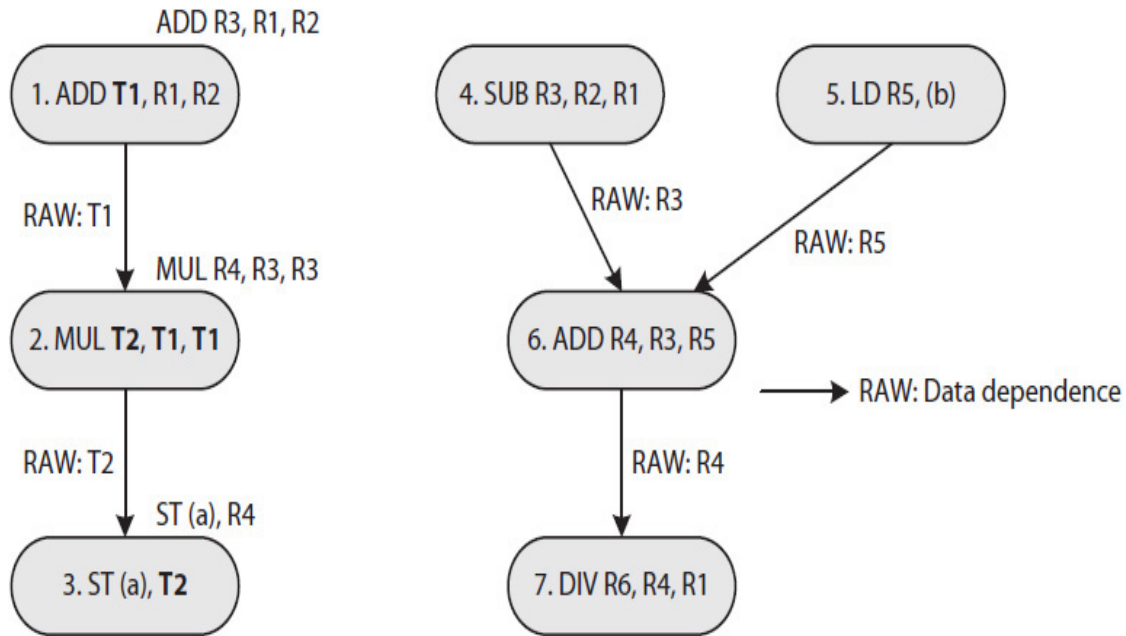 ADD R3, R1, R2
1. ADD T1, R1, R2
4. SUB R3, R2, R1
5. LD R5, (b)
RAW: T1
RAW: R3
RAW: R5
MUL R4, R3, R3
2. MUL T2, T1, T1
6. ADD R4, R3, R5
RAW: Data dependence
RAW: T2
RAW: R4
ST (a), R4
3. ST (a), T2
7. DIV R6, R4, R1